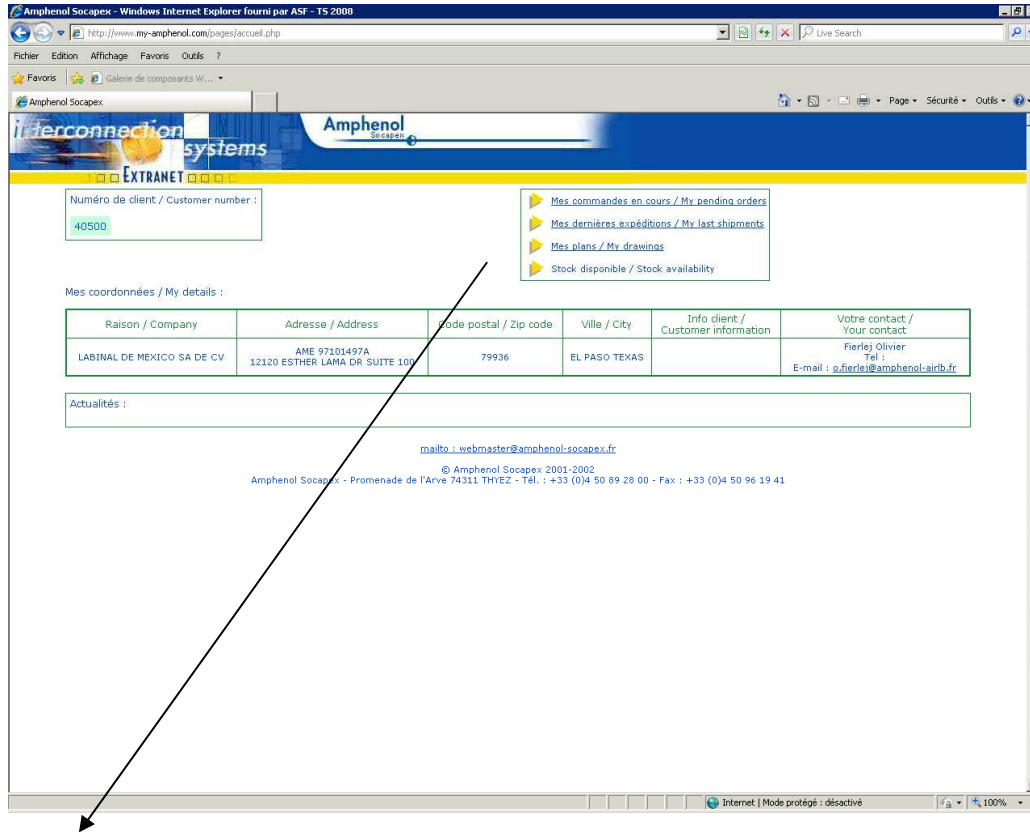 Amphenol Socapex - Windows Internet Explorer fourni par ASF - TS 2008
http://www.my-amphenol.com/pages/accueil.php
Live Search
Fichier Edition Affichage Favoris Outils ?
Favoris Galerie de composants W...
Amphenol Socapex
Page Sécurité Outils
interconnection systems
Amphenol
Socapex
EXTRANET
Numéro de client / Customer number :
40500
Mes commandes en cours / My pending orders
Mes dernières expéditions / My last shipments
Mes plans / My drawings
Stock disponible / Stock availability
Mes coordonnées / My details :
Raison / Company Adresse / Address Code postal / Zip code Ville / City Info client / Customer information Votre contact / Your contact
LABINAL DE MEXICO SA DE CV AME 97101497A 12120 ESTHER LAMA DR SUITE 100 79936 EL PASO TEXAS Fierlej Olivier Tel : E-mail : o.fierlej@amphenol-airlb.fr
Actualités :
mailto : webmaster@amphenol-socapex.fr
© Amphenol Socapex 2001-2002
Amphenol Socapex - Promenade de l'Arve 74311 THYEZ - Tél. : +33 (0)4 50 89 28 00 - Fax : +33 (0)4 50 96 19 41
Internet | Mode protégé : désactivé 100%